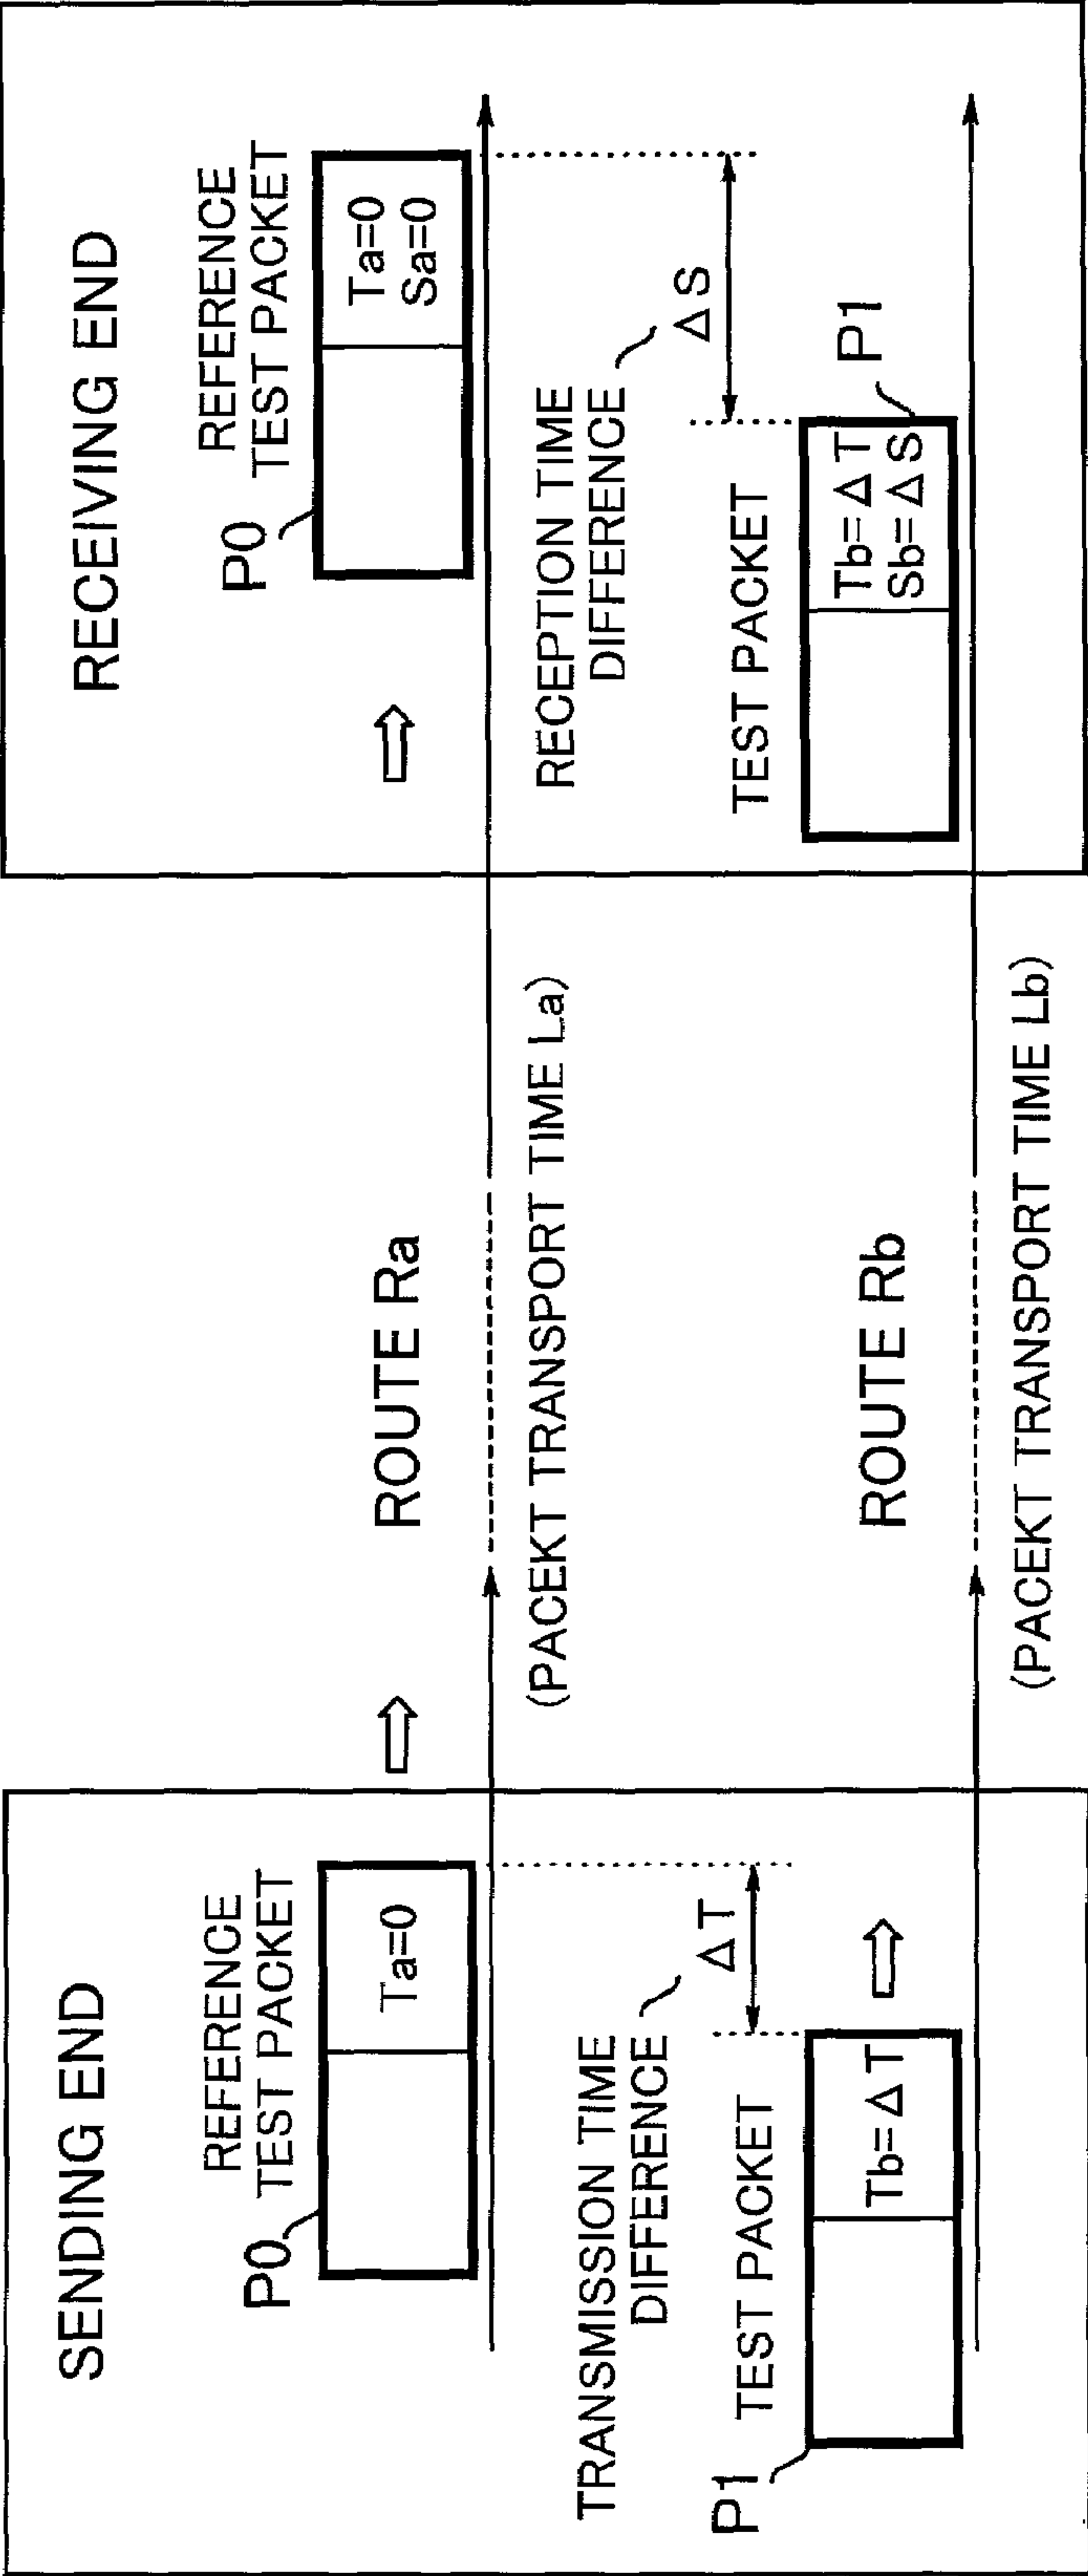 SENDING END
REFERENCE
TEST PACKET
P0
Ta=0
TRANSMISSION TIME
DIFFERENCE
ΔT
P1
TEST PACKET
Tb=ΔT
ROUTE Ra
(PACEKT TRANSPORT TIME La)
ROUTE Rb
(PACEKT TRANSPORT TIME Lb)
RECEIVING END
REFERENCE
TEST PACKET
P0
Ta=0
Sa=0
RECEPTION TIME
DIFFERENCE
ΔS
TEST PACKET
P1
Tb=ΔT
Sb=ΔS